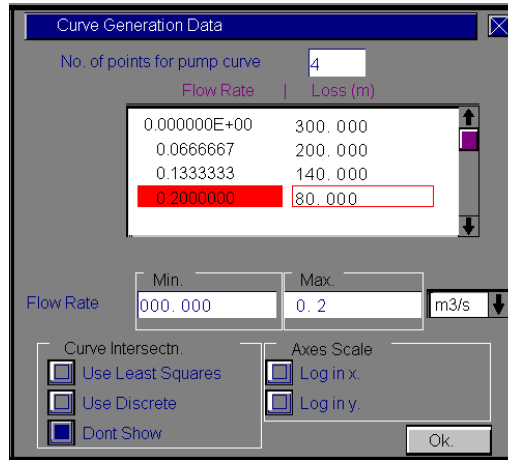 Curve Generation Data
No. of points for pump curve 4
Flow Rate | Loss (m)
0.000000E+00 300.000
0.0666667 200.000
0.1333333 140.000
0.2000000 80.000
Min. Max.
Flow Rate 000.000 0.2 m3/s
Curve Intersectn. Axes Scale
Use Least Squares Log in x.
Use Discrete Log in y.
Dont Show Ok.